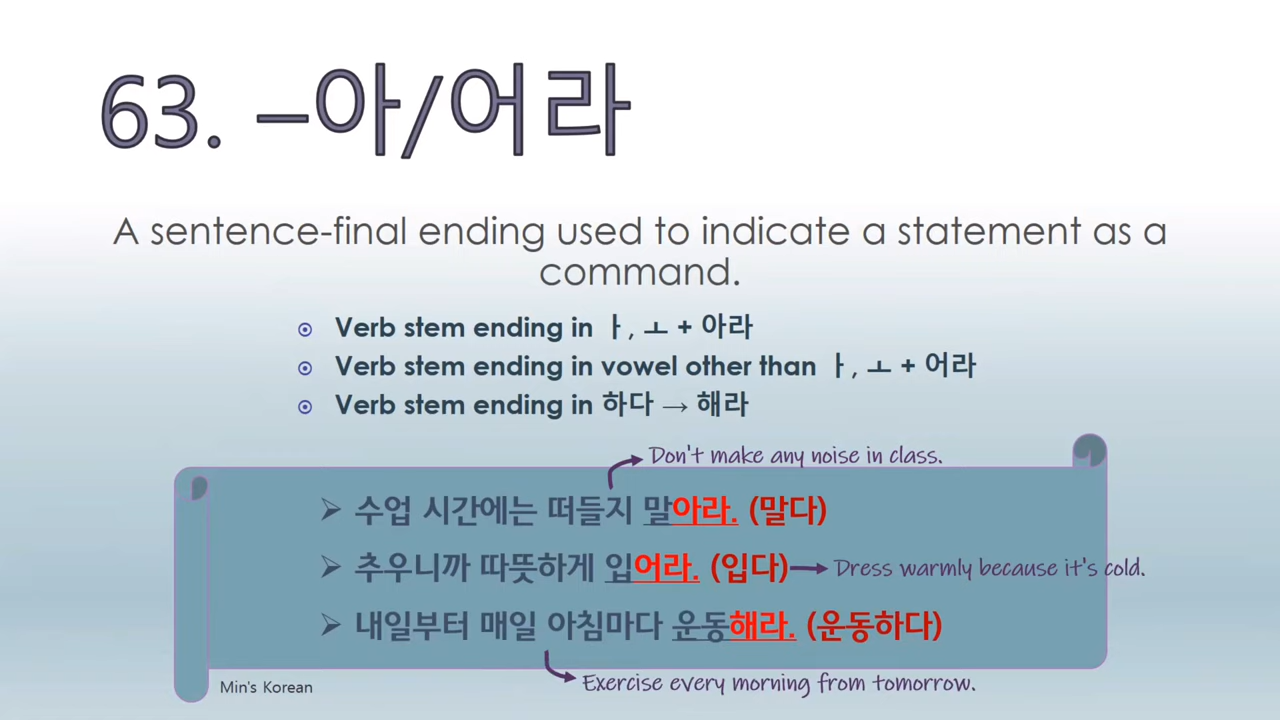 63. –아/어라
A sentence-final ending used to indicate a statement as a
command.
Verb stem ending in ㅏ, ㅗ + 아라
Verb stem ending in vowel other than ㅏ, ㅗ + 어라
Verb stem ending in 하다 → 해라
Don't make any noise in class.
수업 시간에는 떠들지 말아라. (말다)
추우니까 따뜻하게 입어라. (입다)
Dress warmly because it's cold.
내일부터 매일 아침마다 운동해라. (운동하다)
Exercise every morning from tomorrow.
Min's Korean